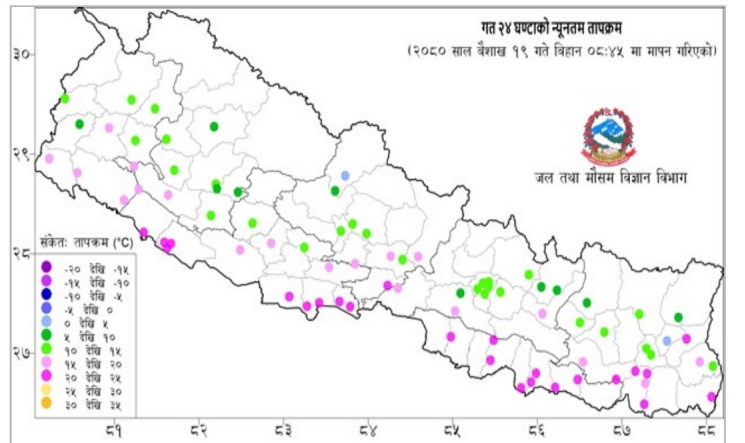 गत २४ घण्टाको न्यूनतम तापक्रम
(२०८० साल बैशाख १९ गते बिहान ०८:४५ मा मापन गरिएको)
जल तथा मौसम विज्ञान विभाग
३०
२९
२८
२७
संकेतः तापक्रम (°C)
-२० देखि -१५
-१५ देखि -१०
-१० देखि -५
-५ देखि ०
० देखि ५
५ देखि १०
१० देखि १५
१५ देखि २०
२० देखि २५
२५ देखि ३०
३० देखि ३५
८१ ८२ ८३ ८४ ८५ ८६ ८७ ८८